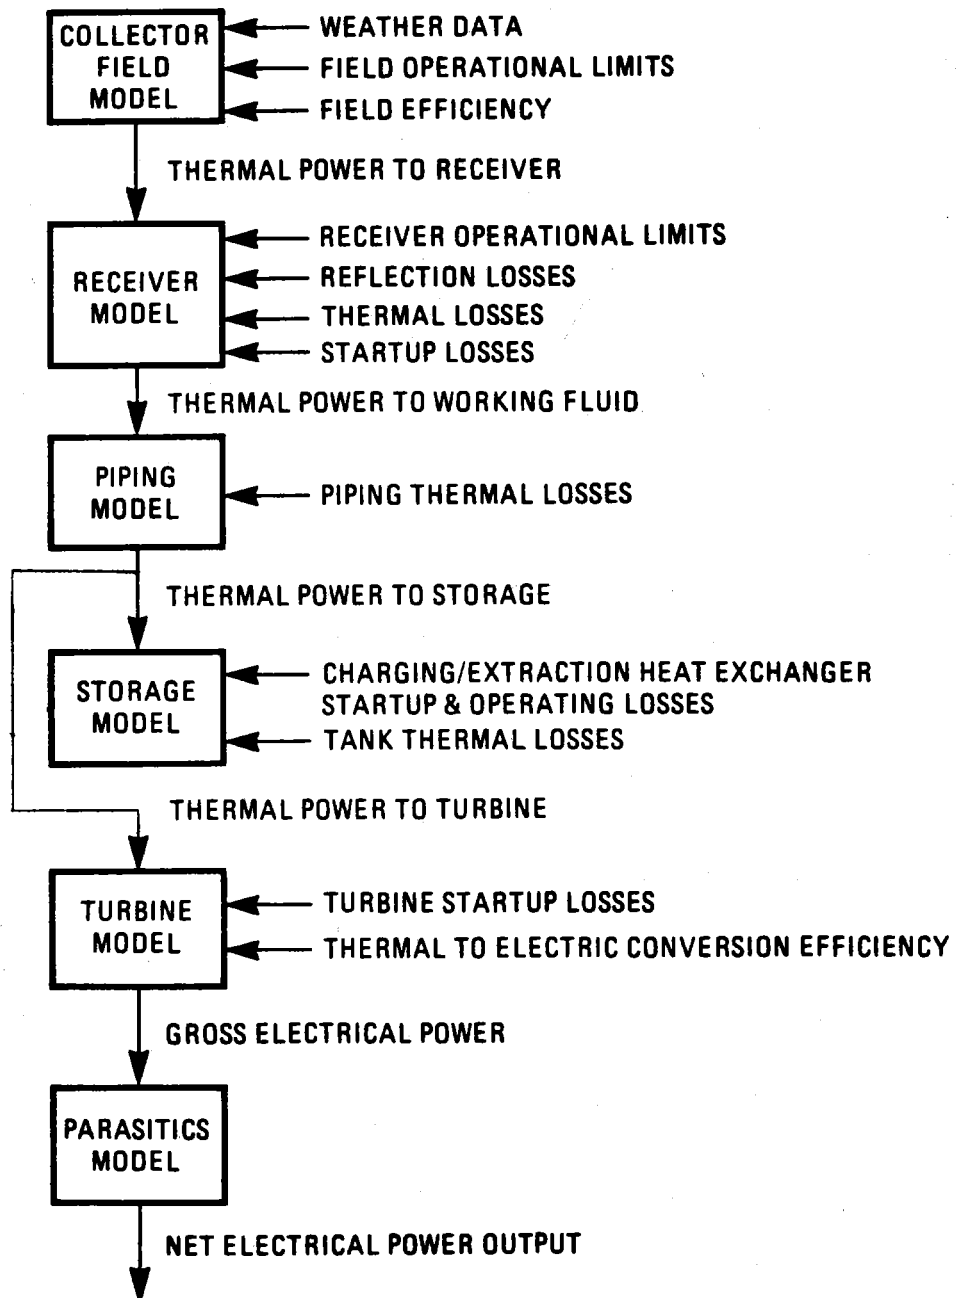 COLLECTOR
FIELD
MODEL
WEATHER DATA
FIELD OPERATIONAL LIMITS
FIELD EFFICIENCY
THERMAL POWER TO RECEIVER
RECEIVER
MODEL
RECEIVER OPERATIONAL LIMITS
REFLECTION LOSSES
THERMAL LOSSES
STARTUP LOSSES
THERMAL POWER TO WORKING FLUID
PIPING
MODEL
PIPING THERMAL LOSSES
THERMAL POWER TO STORAGE
STORAGE
MODEL
CHARGING/EXTRACTION HEAT EXCHANGER
STARTUP & OPERATING LOSSES
TANK THERMAL LOSSES
THERMAL POWER TO TURBINE
TURBINE
MODEL
TURBINE STARTUP LOSSES
THERMAL TO ELECTRIC CONVERSION EFFICIENCY
GROSS ELECTRICAL POWER
PARASITICS
MODEL
NET ELECTRICAL POWER OUTPUT